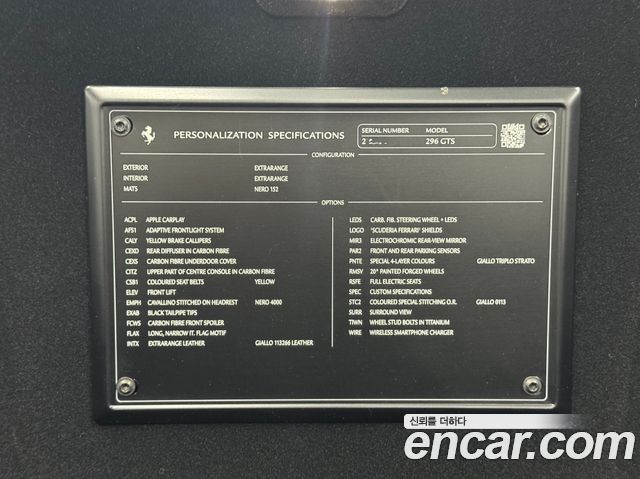 PERSONALIZATION SPECIFICATIONS
SERIAL NUMBER MODEL
296 GTS
CONFIGURATION
EXTERIOR EXTRARANGE
INTERIOR EXTRARANGE
MATS NERO 152
OPTIONS
ACPL APPLE CARPLAY
AFS1 ADAPTIVE FRONTLIGHT SYSTEM
CALY YELLOW BRAKE CALLIPERS
CEXD REAR DIFFUSER IN CARBON FIBRE
CEXS CARBON FIBRE UNDERDOOR COVER
CITZ UPPER PART OF CENTRE CONSOLE IN CARBON FIBRE
CSB1 COLOURED SEAT BELTS YELLOW
ELEV FRONT LIFT
EMPH CAVALLINO STITCHED ON HEADREST NERO 4000
EXAB BLACK TAILPIPE TIPS
FCWS CARBON FIBRE FRONT SPOILER
FLAX LONG, NARROW IT. FLAG MOTIF
INTX EXTRARANGE LEATHER GIALLO 113266 LEATHER
LEDS CARB. FIB. STEERING WHEEL + LEDS
LOGO "SCUDERIA FERRARI" SHIELDS
MIR3 ELECTROCHROMIC REAR-VIEW MIRROR
PAR2 FRONT AND REAR PARKING SENSORS
PNTE SPECIAL 4-LAYER COLOURS GIALLO TRIPLO STRATO
RMSV 20" PAINTED FORGED WHEELS
RSFE FULL ELECTRIC SEATS
SPEC CUSTOM SPECIFICATIONS
STC2 COLOURED SPECIAL STITCHING O.R. GIALLO 0113
SURR SURROUND VIEW
TIWN WHEEL STUD BOLTS IN TITANIUM
WIRE WIRELESS SMARTPHONE CHARGER
신뢰를 더하다
encar.com